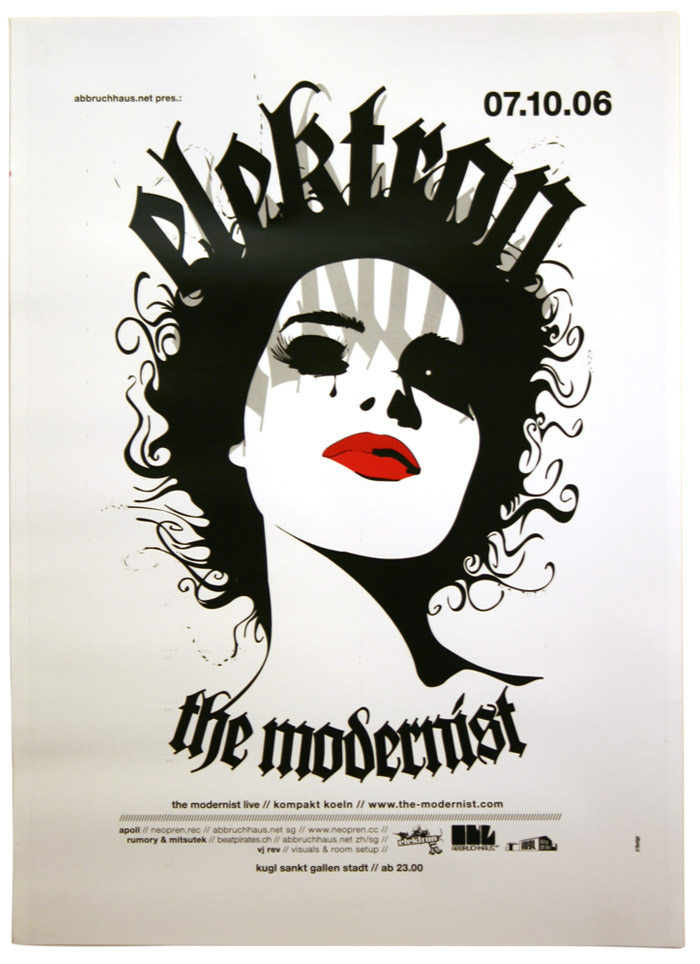 abbruchhaus.net pres.:
07.10.06
elektron
the modernist
the modernist live // kompakt koeln // www.the-modernist.com
apoll // neopren.rec // abbruchhaus.net sg // www.neopren.cc //
rumory & mitsutek // beatpirates.ch // abbruchhaus.net zh/sg //
vj rev // visuals & room setup //
elektron
ABBRUCHHAUS
kugl sankt gallen stadt // ab 23.00